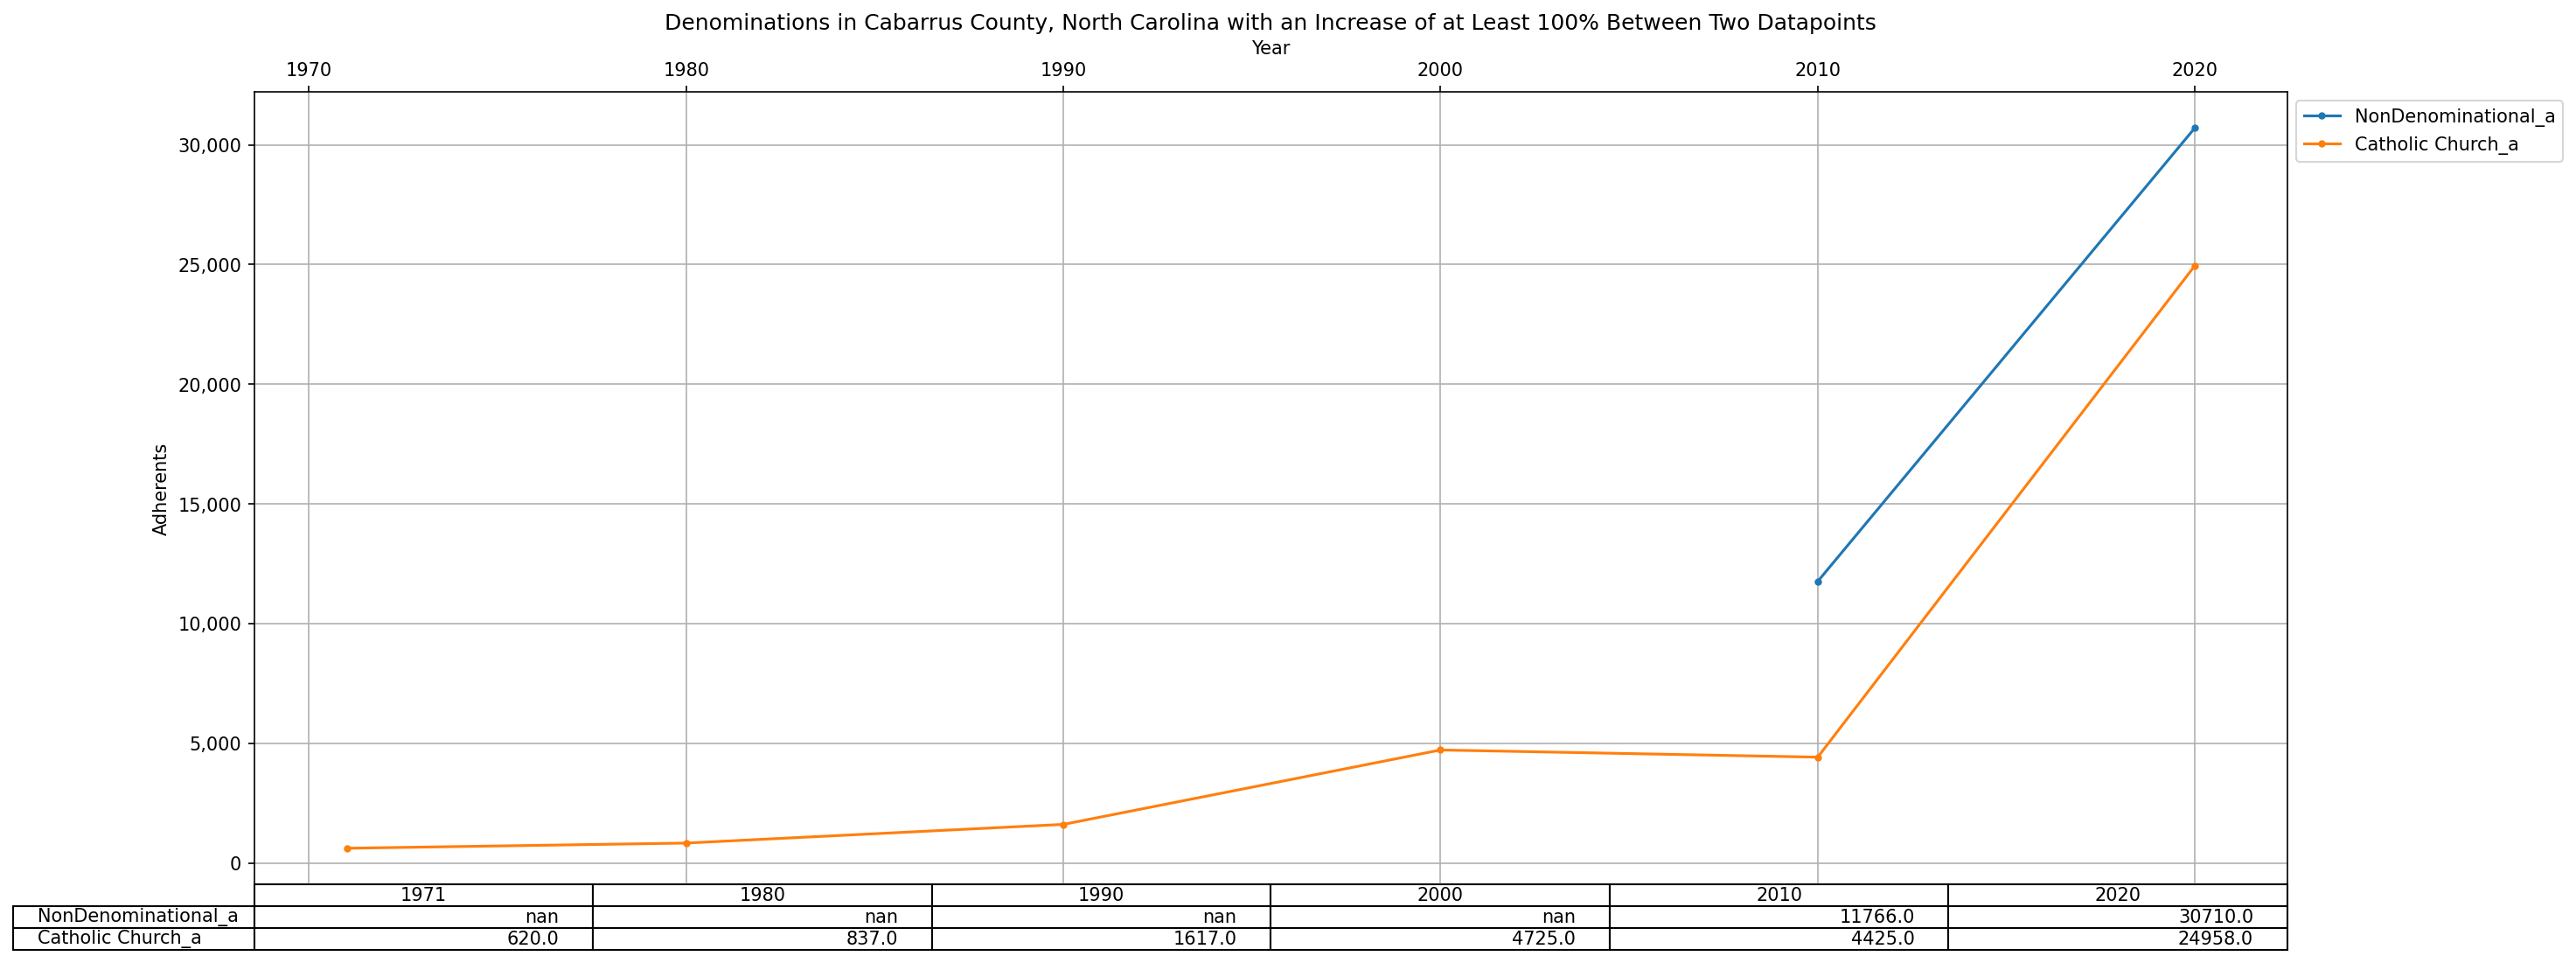 Denominations in Cabarrus County, North Carolina with an Increase of at Least 100% Between Two Datapoints
Year
1970 1980 1990 2000 2010 2020
NonDenominational_a
Catholic Church_a
30,000
25,000
20,000
15,000
10,000
5,000
0
Adherents
1971 1980 1990 2000 2010 2020
NonDenominational_a nan nan nan nan 11766.0 30710.0
Catholic Church_a 620.0 837.0 1617.0 4725.0 4425.0 24958.0